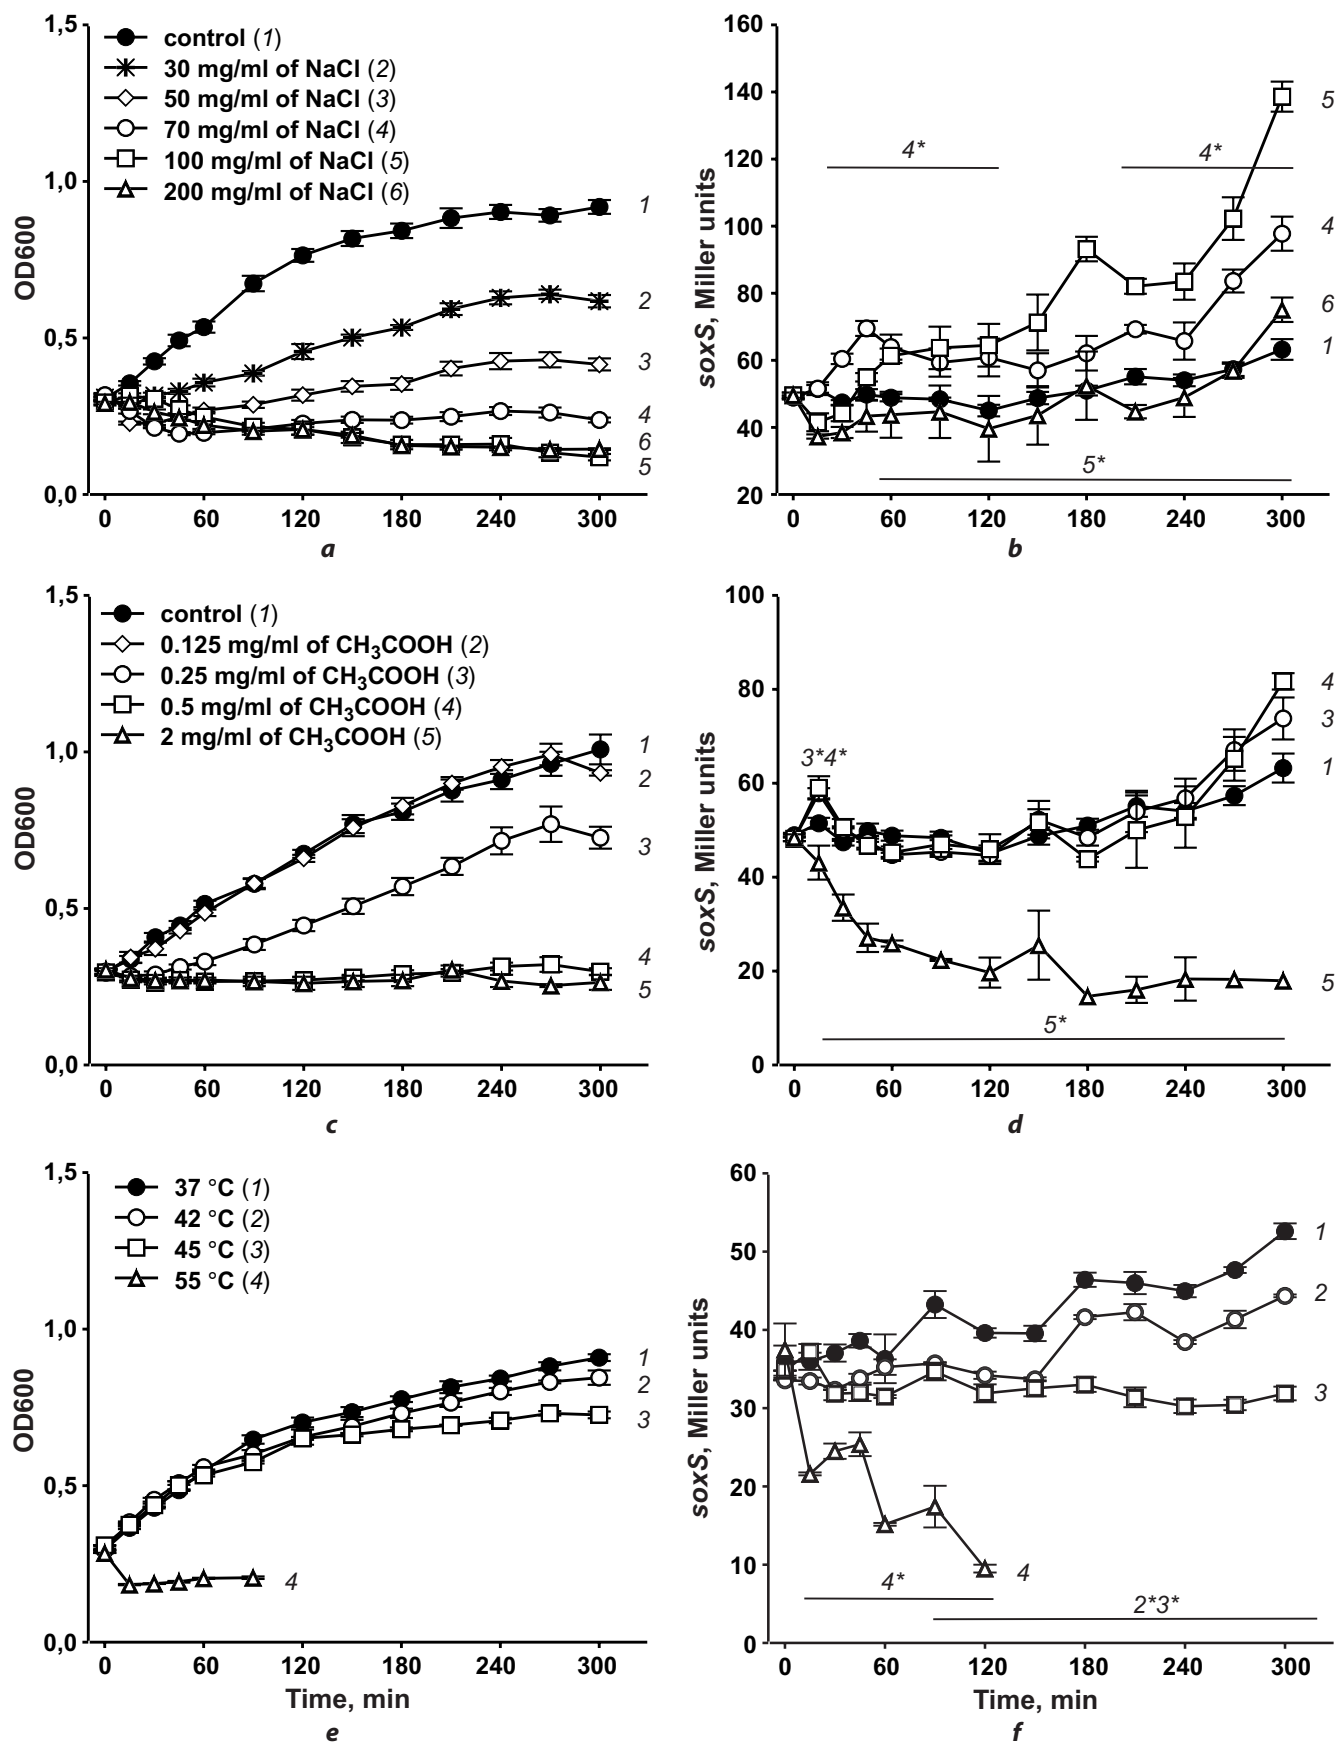 1,5
control (1)
30 mg/ml of NaCl (2)
50 mg/ml of NaCl (3)
70 mg/ml of NaCl (4)
100 mg/ml of NaCl (5)
200 mg/ml of NaCl (6)
1,0
0,5
0,0
OD600
1
2
3
4
6
5
0 60 120 180 240 300
a
160
140
120
100
80
60
40
20
soxS, Miller units
4*
4*
5
4
6
1
5*
0 60 120 180 240 300
b
1,5
control (1)
0.125 mg/ml of CH₃COOH (2)
0.25 mg/ml of CH₃COOH (3)
0.5 mg/ml of CH₃COOH (4)
2 mg/ml of CH₃COOH (5)
1,0
0,5
0,0
OD600
1
2
3
4
5
0 60 120 180 240 300
c
100
80
60
40
20
0
soxS, Miller units
3*4*
4
3
1
5
5*
0 60 120 180 240 300
d
1,5
37 °C (1)
42 °C (2)
45 °C (3)
55 °C (4)
1,0
0,5
0,0
OD600
1
2
3
4
0 60 120 180 240 300
Time, min
e
60
50
40
30
20
10
0
soxS, Miller units
1
2
3
4
4*
2*3*
0 60 120 180 240 300
Time, min
f